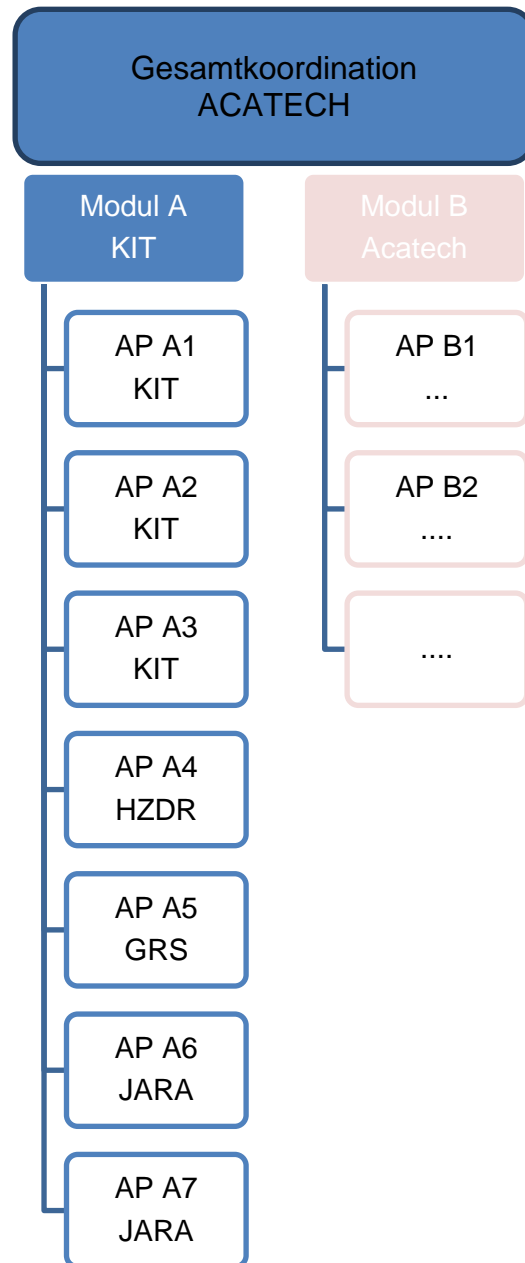 Gesamtkoordination
ACATECH
Modul A
KIT
Modul B
Acatech
AP A1
KIT
AP B1
...
AP A2
KIT
AP B2
....
AP A3
KIT
....
AP A4
HZDR
AP A5
GRS
AP A6
JARA
AP A7
JARA